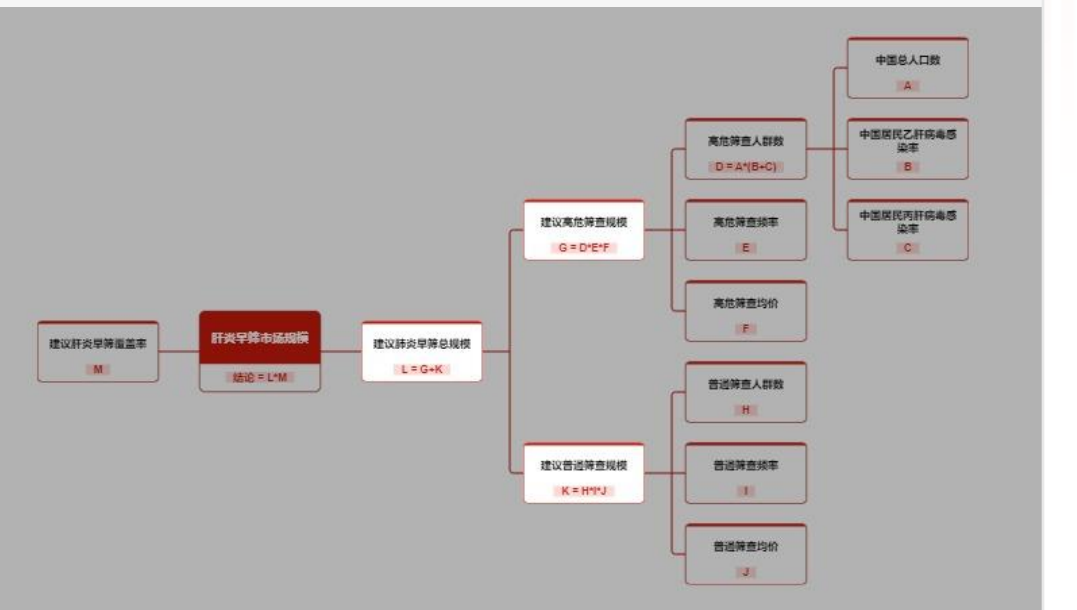 中国总人口数
A
高危筛查人群数
D = A*(B+C)
中国居民乙肝病毒感
染率
B
建议高危筛查规模
G = D*E*F
高危筛查频率
E
中国居民丙肝病毒感
染率
C
高危筛查均价
F
建议肝炎早筛覆盖率
M
肝炎早筛市场规模
结论 = L*M
建议肺炎早筛总规模
L = G+K
普通筛查人群数
H
建议普通筛查规模
K = H*I*J
普通筛查频率
I
普通筛查均价
J